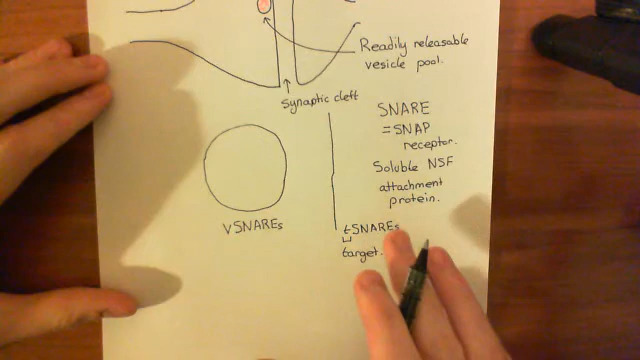 Readily releasable
vesicle pool.
Synaptic cleft
SNARE
= SNAP
receptor.
Soluble NSF
attachment
protein.
VSNAREs
tSNAREs
target.